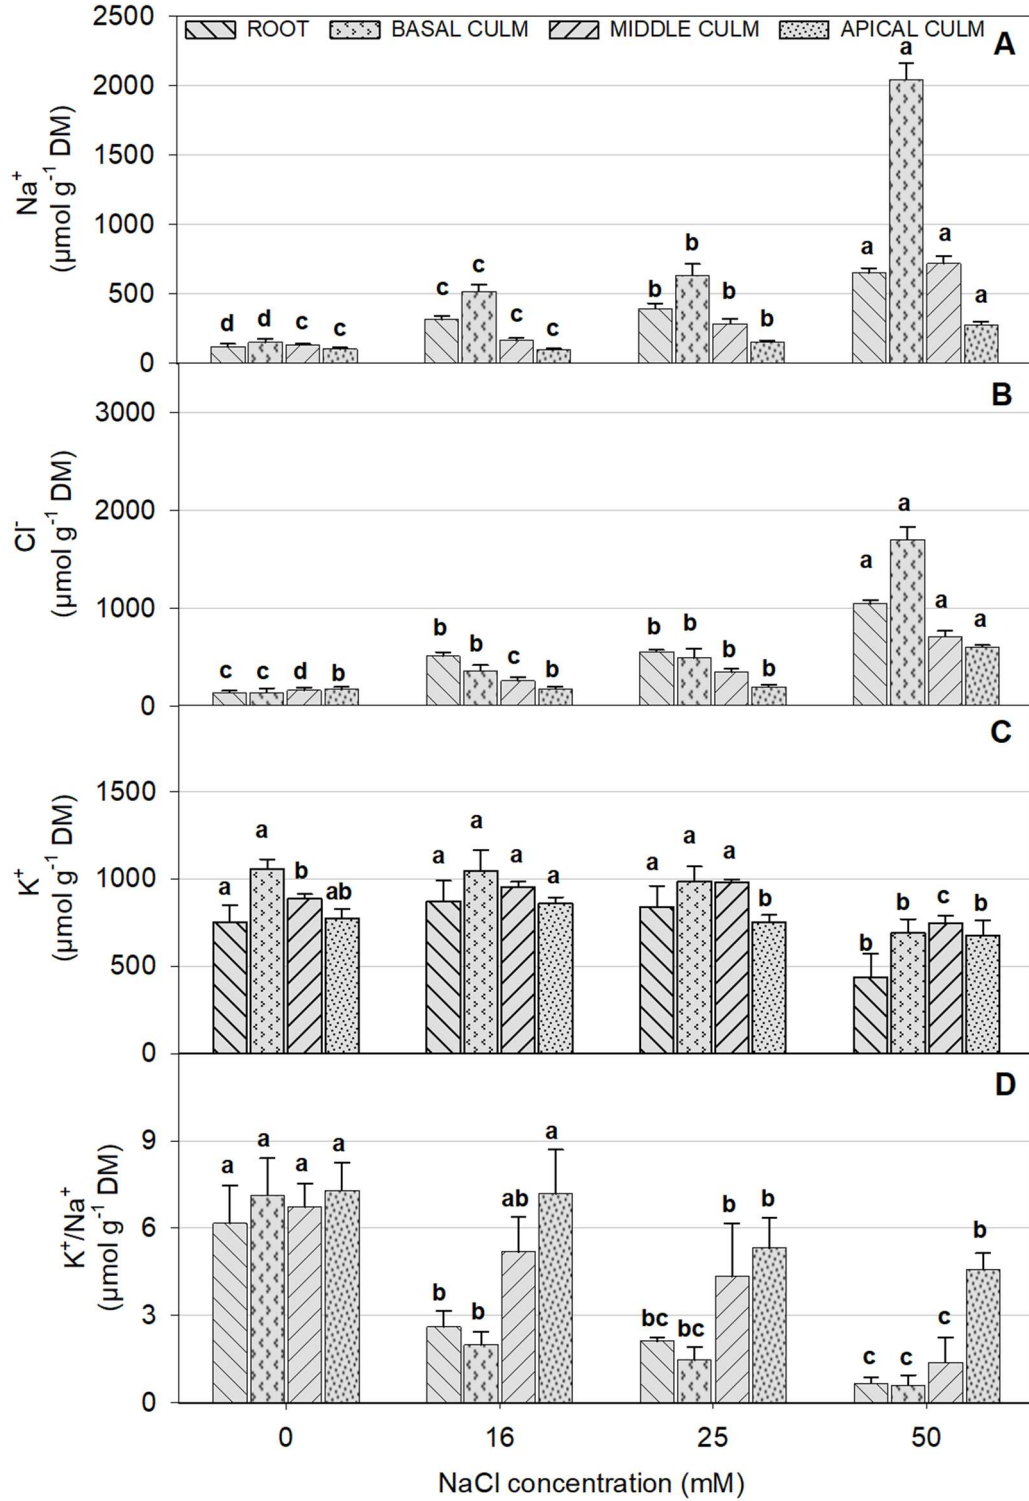 ROOT BASAL CULM MIDDLE CULM APICAL CULM
A
2500
2000
1500
1000
500
0
Na⁺
(µmol g⁻¹ DM)
d d c c
c c c c
b b b b
a a a a
B
3000
2000
1000
0
Cl⁻
(µmol g⁻¹ DM)
c c d b
b b c b
b b b b
a a a a
C
1500
1000
500
0
K⁺
(µmol g⁻¹ DM)
a a b ab
a a a a
a a a b
b b c b
D
9
6
3
0
K⁺/Na⁺
(µmol g⁻¹ DM)
a a a a
b b ab a
bc bc b b
c c c b
0 16 25 50
NaCl concentration (mM)